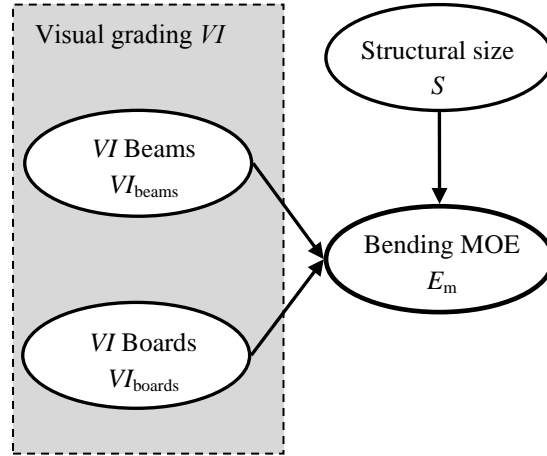 Visual grading VI
Structural size
S
VI Beams
VIbeams
Bending MOE
Em
VI Boards
VIboards